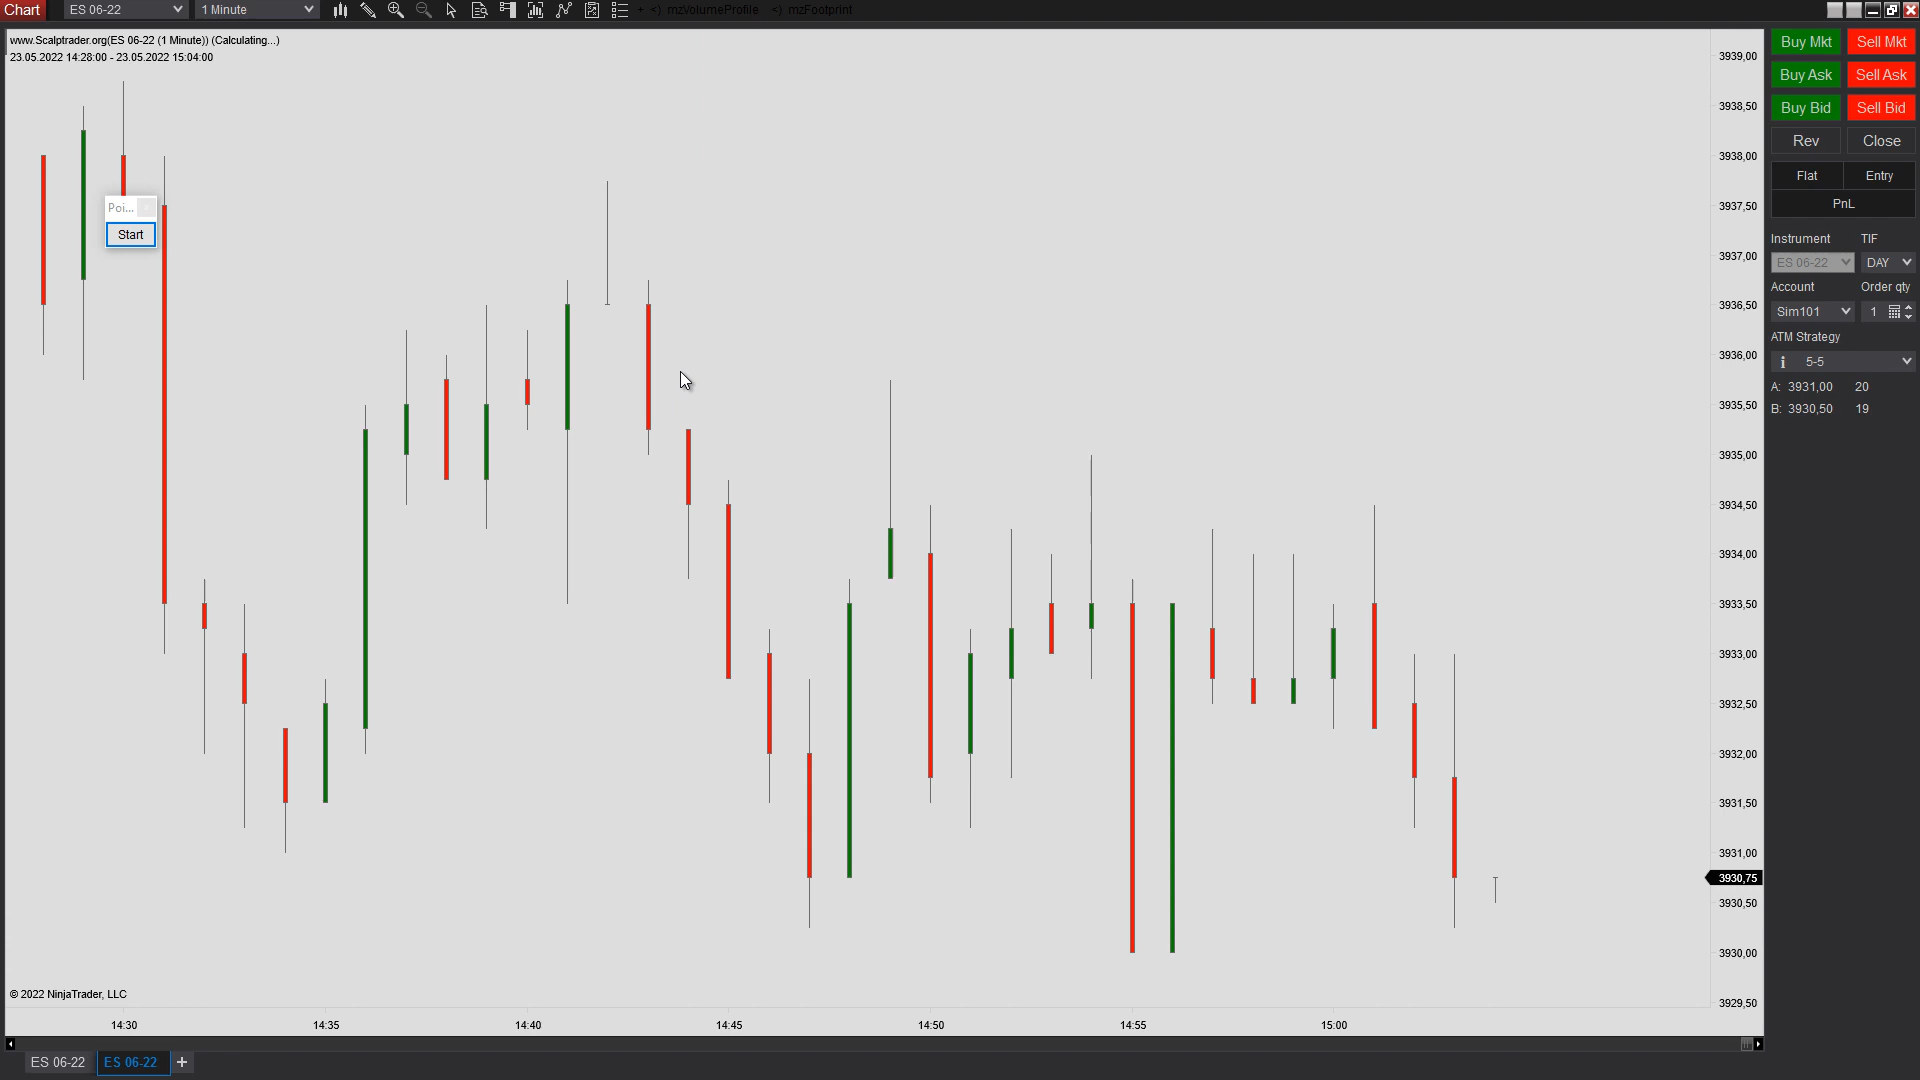 Chart ES 06-22 1 Minute + <> mzVolumeProfile <> mzFootprint
www.Scalptrader.org(ES 06-22 (1 Minute)) (Calculating...)
23.05.2022 14:28:00 - 23.05.2022 15:04:00
Poi...
Start
3939,00
3938,50
3938,00
3937,50
3937,00
3936,50
3936,00
3935,50
3935,00
3934,50
3934,00
3933,50
3933,00
3932,50
3932,00
3931,50
3931,00
3930,75
3930,50
3930,00
3929,50
© 2022 NinjaTrader, LLC
14:30 14:35 14:40 14:45 14:50 14:55 15:00
ES 06-22 ES 06-22 +
Buy Mkt Sell Mkt
Buy Ask Sell Ask
Buy Bid Sell Bid
Rev Close
Flat Entry
PnL
Instrument TIF
ES 06-22 DAY
Account Order qty
Sim101 1
ATM Strategy
i 5-5
A: 3931,00 20
B: 3930,50 19